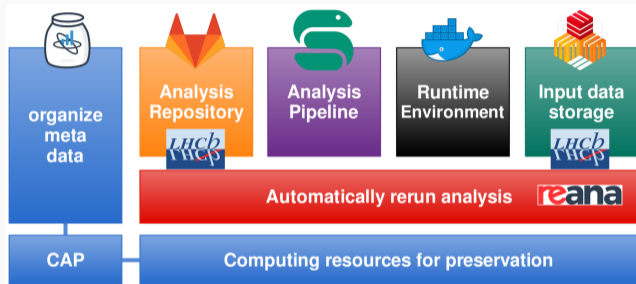 organize
meta
data
Analysis
Repository
LHCb
Analysis
Pipeline
Runtime
Environment
Input data
storage
LHCb
Automatically rerun analysis
reana
CAP
Computing resources for preservation